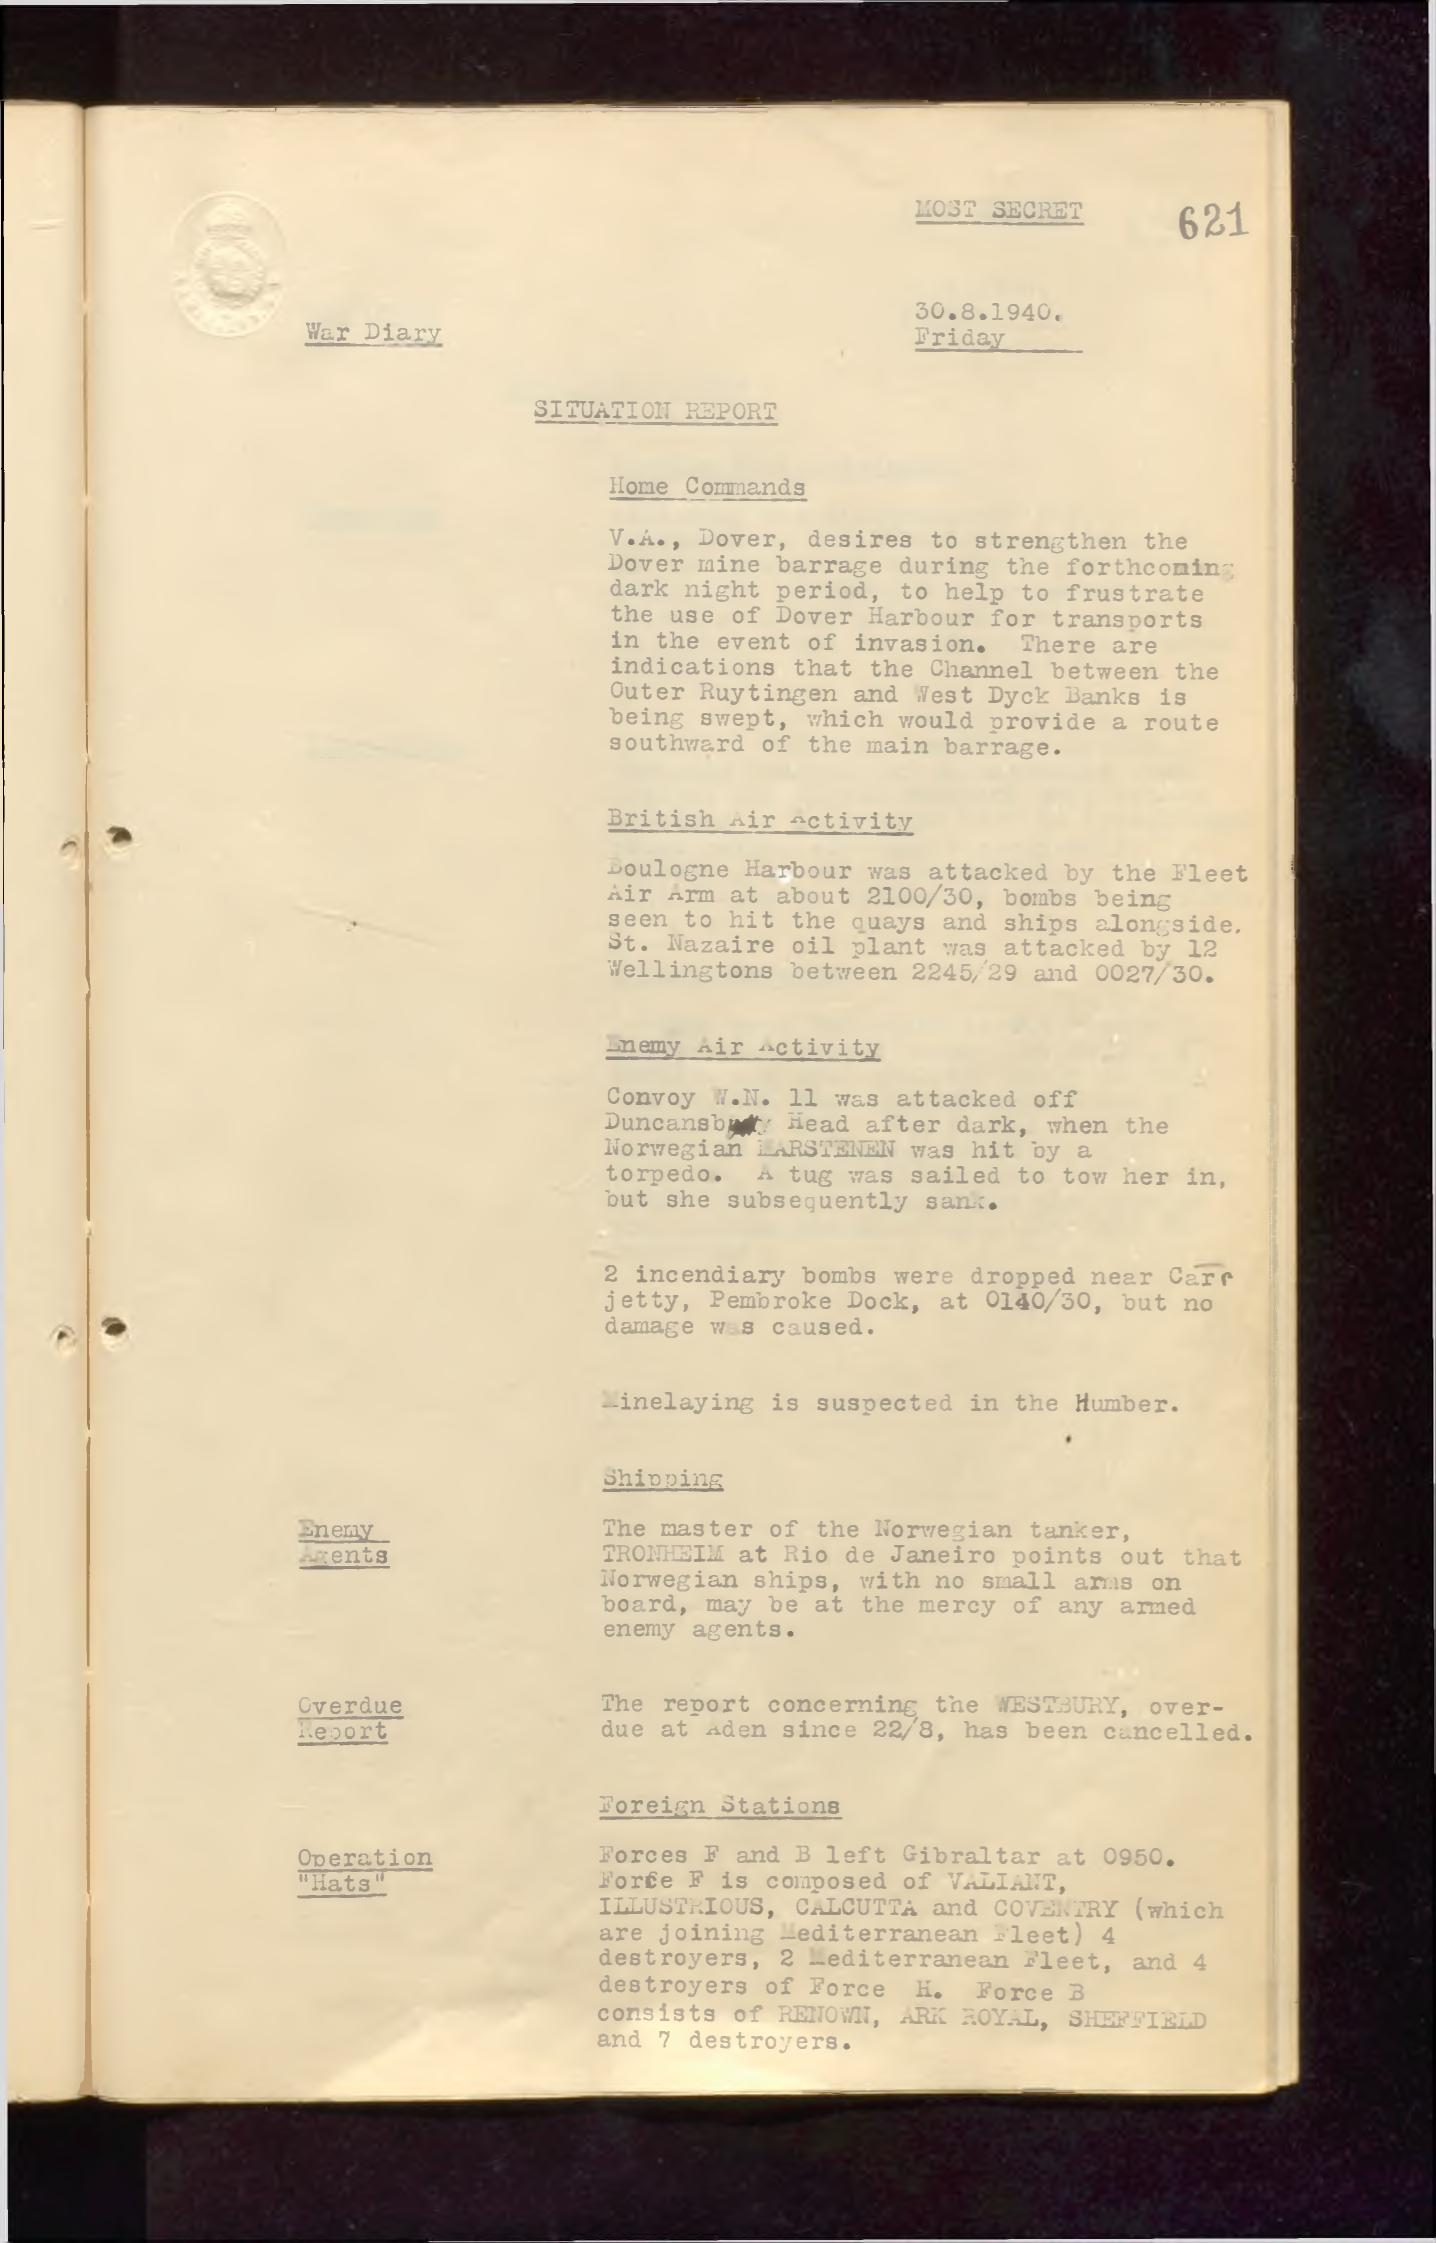 MOST SECRET
621
War Diary
30.8.1940.
Friday
SITUATION REPORT
Home Commands
V.A., Dover, desires to strengthen the
Dover mine barrage during the forthcoming
dark night period, to help to frustrate
the use of Dover Harbour for transports
in the event of invasion. There are
indications that the Channel between the
Outer Ruytingen and West Dyck Banks is
being swept, which would provide a route
southward of the main barrage.
British Air Activity
Boulogne Harbour was attacked by the Fleet
Air Arm at about 2100/30, bombs being
seen to hit the quays and ships alongside.
St. Nazaire oil plant was attacked by 12
Wellingtons between 2245/29 and 0027/30.
Enemy Air Activity
Convoy W.N. 11 was attacked off
Head after dark, when the
Norwegian was hit by a
torpedo. A tug was sailed to tow her in,
but she subsequently sank.
2 incendiary bombs were dropped near Carr
jetty, Pembroke Dock, at 0140/30, but no
damage was caused.
Minelaying is suspected in the Humber.
Shipping
Enemy
Agents
The master of the Norwegian tanker,
TRONHEIM at Rio de Janeiro points out that
Norwegian ships, with no small arms on
board, may be at the mercy of any armed
enemy agents.
Overdue
Report
The report concerning the WESTBURY, over-
due at Aden since 22/8, has been cancelled.
Foreign Stations
Operation
"Hats"
Forces F and B left Gibraltar at 0950.
Force F is composed of VALIANT,
ILLUSTRIOUS, CALCUTTA and COVENTRY (which
are joining Mediterranean Fleet) 4
destroyers, 2 Mediterranean Fleet, and 4
destroyers of Force H. Force B
consists of RENOWN, ARK ROYAL, SHEFFIELD
and 7 destroyers.